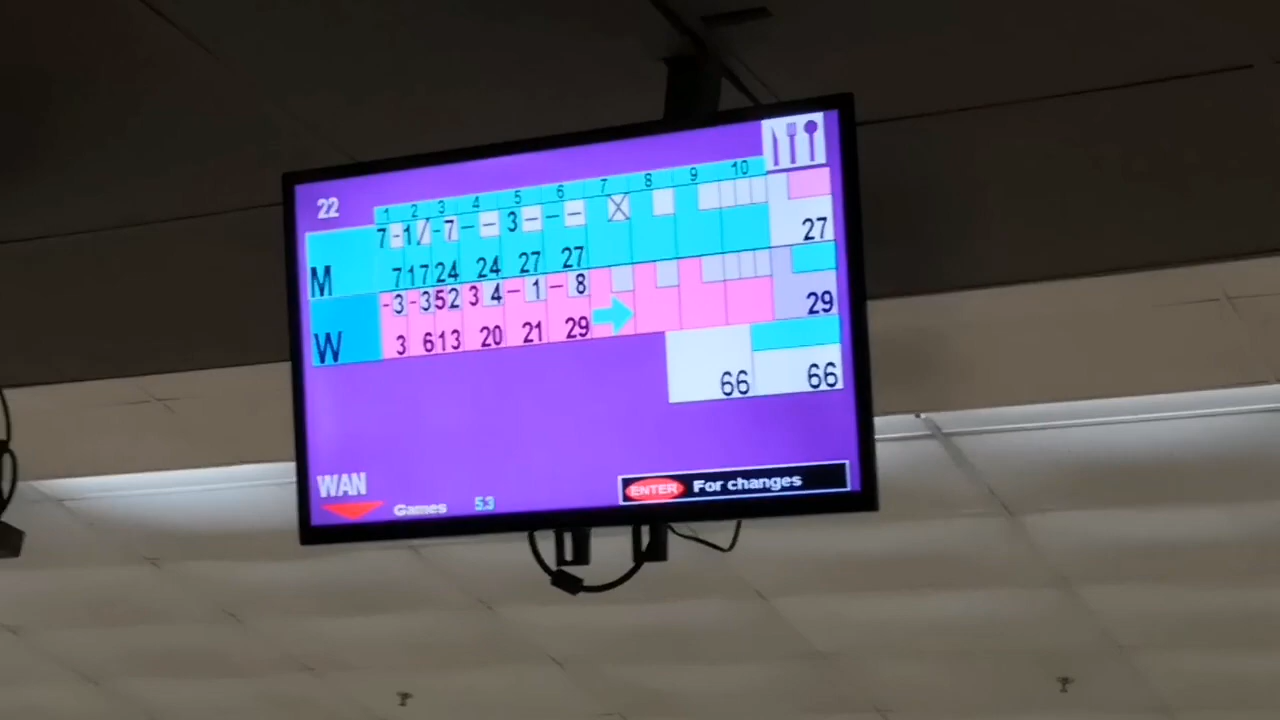 22
1 2 3 4 5 6 7 8 9 10
7 - 1 / - 7 - - 3 - - - X
M 7 17 24 24 27 27 27
- 3 - 3 5 2 3 4 - 1 - 8
W 3 6 13 20 21 29 29
66 66
WAN
Games 5.3
ENTER For changes